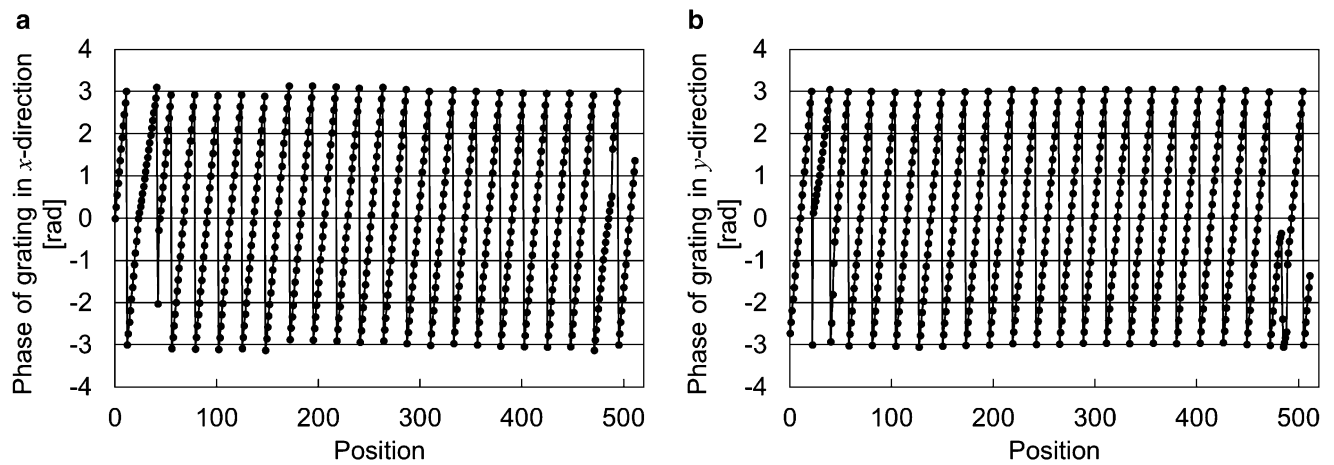 a
Phase of grating in x-direction
[rad]
4
3
2
1
0
-1
-2
-3
-4
0 100 200 300 400 500
Position
b
Phase of grating in y-direction
[rad]
4
3
2
1
0
-1
-2
-3
-4
0 100 200 300 400 500
Position